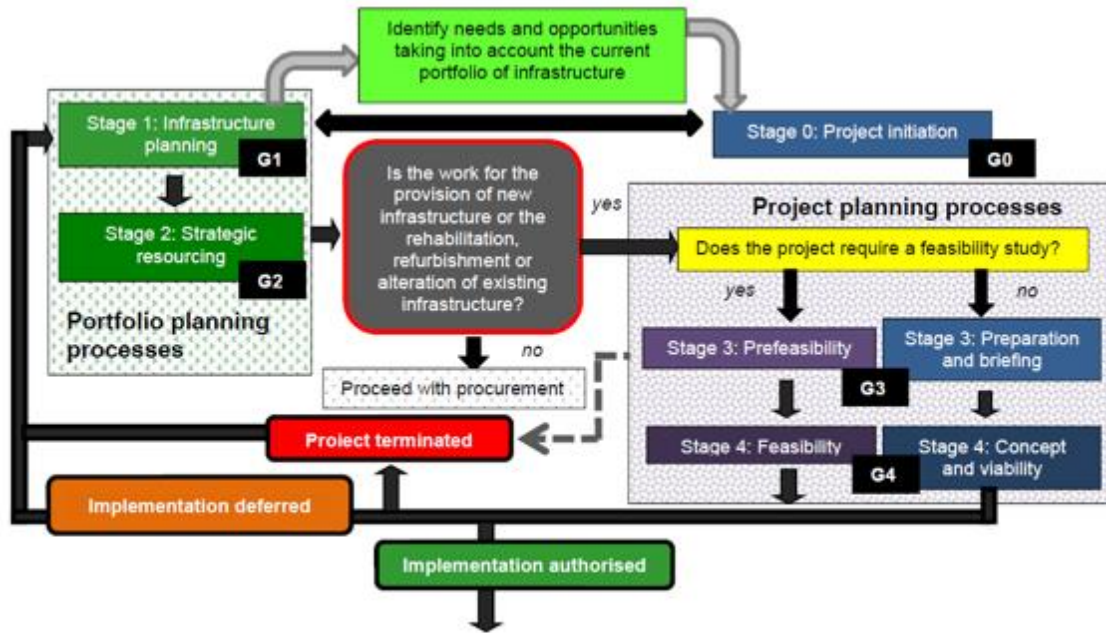 Identify needs and opportunities
taking into account the current
portfolio of infrastructure
Stage 1: Infrastructure
planning
G1
Stage 0: Project initiation
G0
Is the work for the
provision of new
infrastructure or the
rehabilitation,
refurbishment or
alteration of existing
infrastructure?
yes
Project planning processes
Stage 2: Strategic
resourcing
G2
Does the project require a feasibility study?
yes
no
Portfolio planning
processes
no
Stage 3: Prefeasibility
Stage 3: Preparation
and briefing
G3
Proceed with procurement
Project terminated
Stage 4: Feasibility
Stage 4: Concept
and viability
G4
Implementation deferred
Implementation authorised